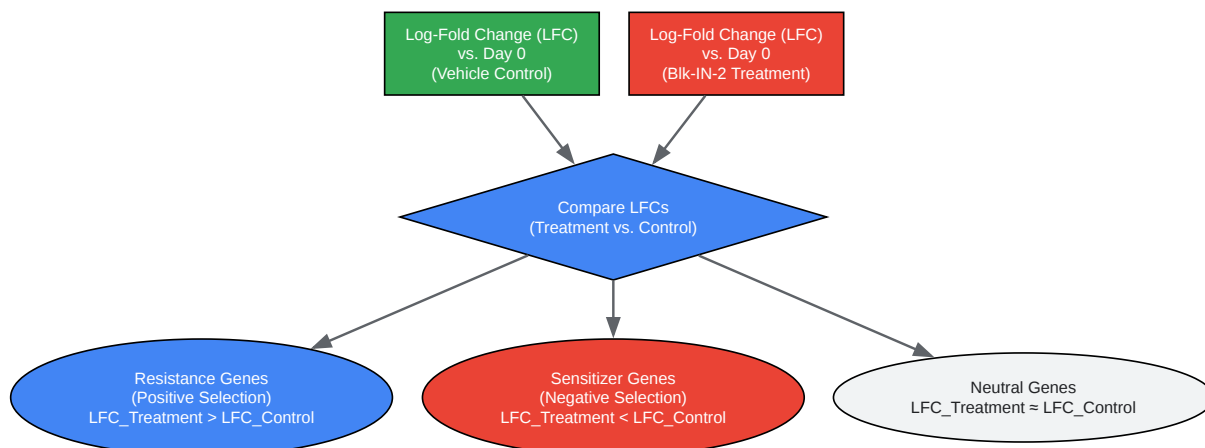 Log-Fold Change (LFC)
vs. Day 0
(Vehicle Control)
Log-Fold Change (LFC)
vs. Day 0
(Blk-IN-2 Treatment)
Compare LFCs
(Treatment vs. Control)
Resistance Genes
(Positive Selection)
LFC_Treatment > LFC_Control
Sensitizer Genes
(Negative Selection)
LFC_Treatment < LFC_Control
Neutral Genes
LFC_Treatment ≈ LFC_Control